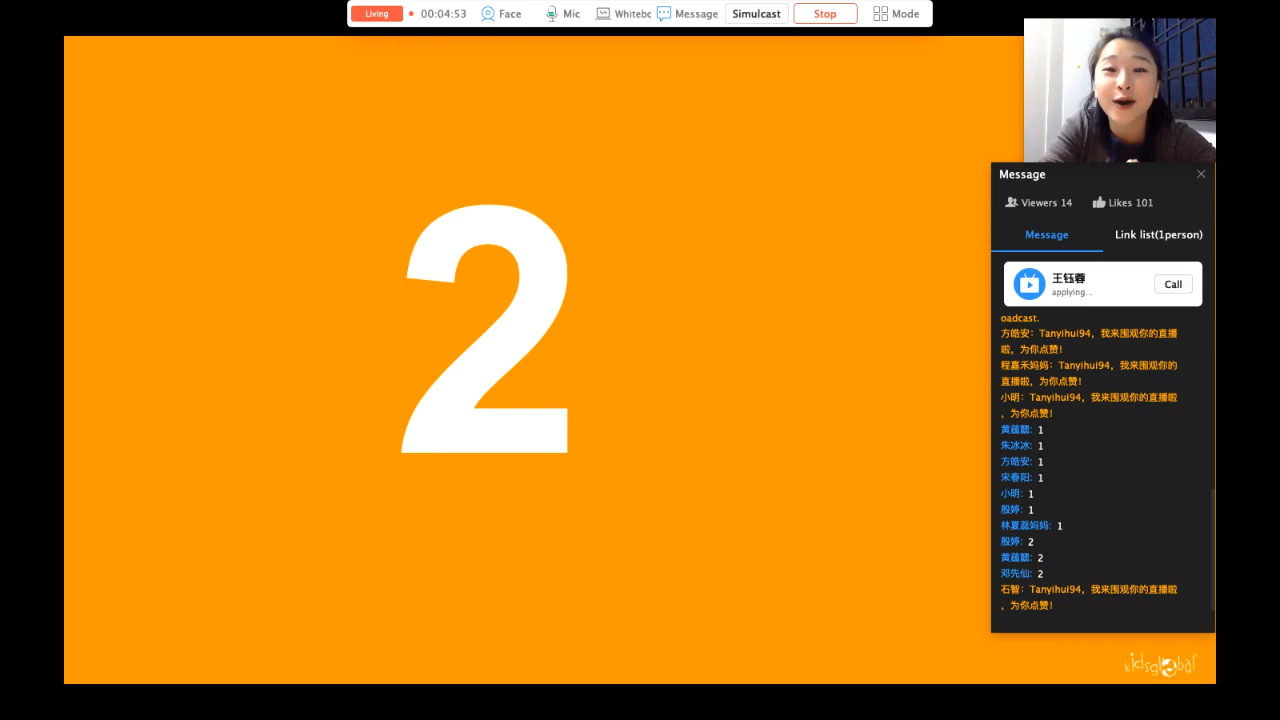 Living 00:04:53 Face Mic Whitebc Message Simulcast Stop Mode
2
Message
Viewers 14 Likes 101
Message Link list(1person)
王钰蓉
applying...
Call
oadcast.
方皓安：Tanyihui94，我来围观你的直播
啦，为你点赞！
程嘉禾妈妈：Tanyihui94，我来围观你的
直播啦，为你点赞！
小明：Tanyihui94，我来围观你的直播啦
，为你点赞！
黄蕴懿：1
朱冰冰：1
方皓安：1
宋春阳：1
小明：1
殷婷：1
林夏蕊妈妈：1
殷婷：2
黄蕴懿：2
邓先仙：2
石智：Tanyihui94，我来围观你的直播啦
，为你点赞！
kidsglobal